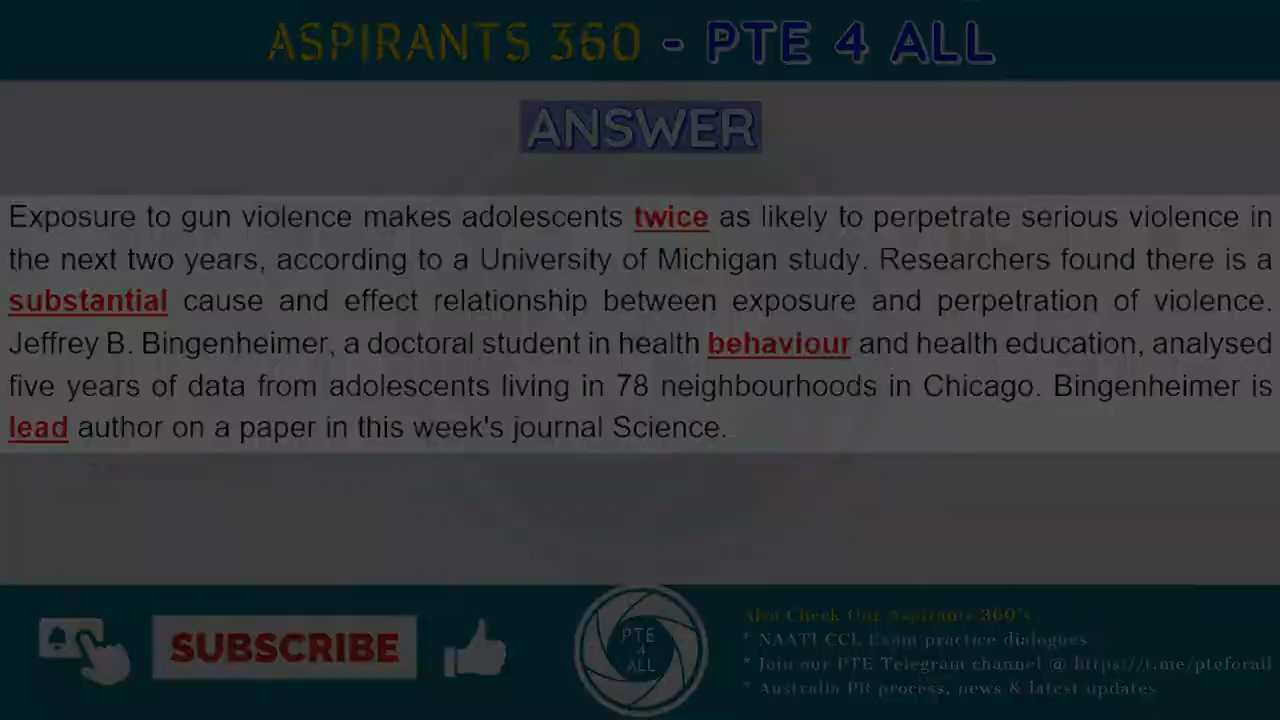 ASPIRANTS 360 - PTE 4 ALL
ANSWER
Exposure to gun violence makes adolescents twice as likely to perpetrate serious violence in
the next two years, according to a University of Michigan study. Researchers found there is a
substantial cause and effect relationship between exposure and perpetration of violence.
Jeffrey B. Bingenheimer, a doctoral student in health behaviour and health education, analysed
five years of data from adolescents living in 78 neighbourhoods in Chicago. Bingenheimer is
lead author on a paper in this week's journal Science.
SUBSCRIBE
PTE
4
ALL
Also Check Our Aspirants 360's
* NAATI CCL Exam practice dialogues
* Join our PTE Telegram channel @ https://t.me/pteforall
* Australia PR process, news & latest updates